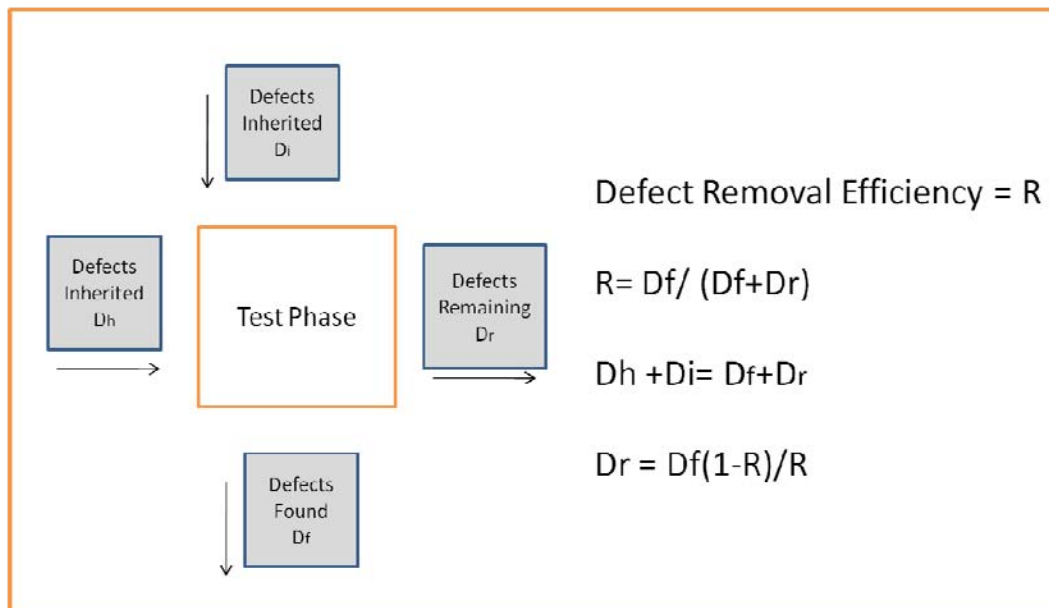 Defects
Inherited
Di
Defects
Inherited
Dh
Test Phase
Defects
Remaining
Dr
Defects
Found
Df
Defect Removal Efficiency = R
R= Df/ (Df+Dr)
Dh +Di= Df+Dr
Dr = Df(1-R)/R